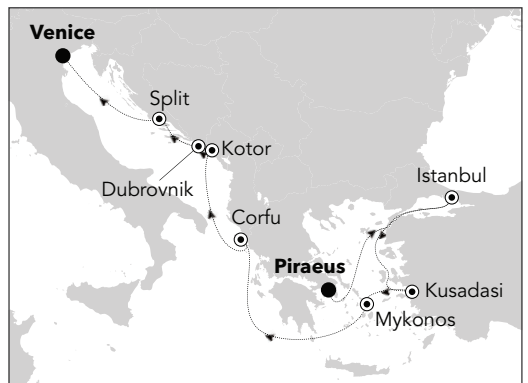 Venice
Split
Kotor
Dubrovnik
Istanbul
Corfu
Piraeus
Kusadasi
Mykonos